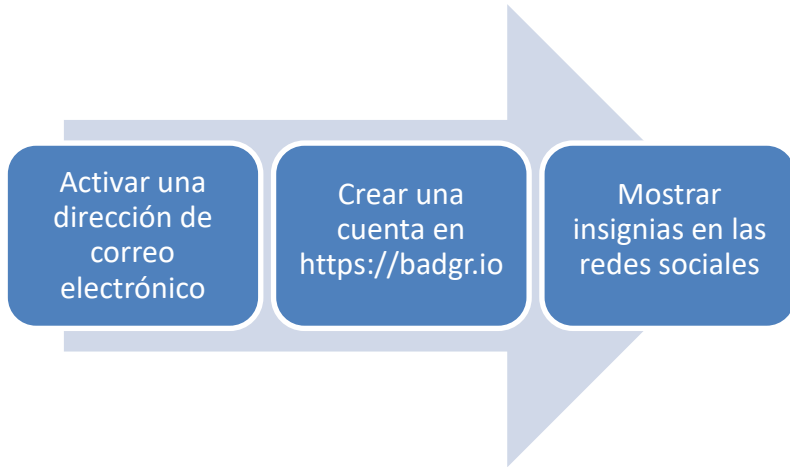 Activar una
dirección de
correo
electrónico
Crear una
cuenta en
https://badgr.io
Mostrar
insignias en las
redes sociales